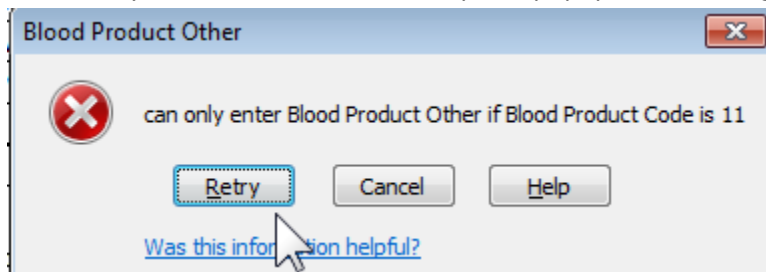 Blood Product Other
can only enter Blood Product Other if Blood Product Code is 11
Retry Cancel Help
Was this information helpful?